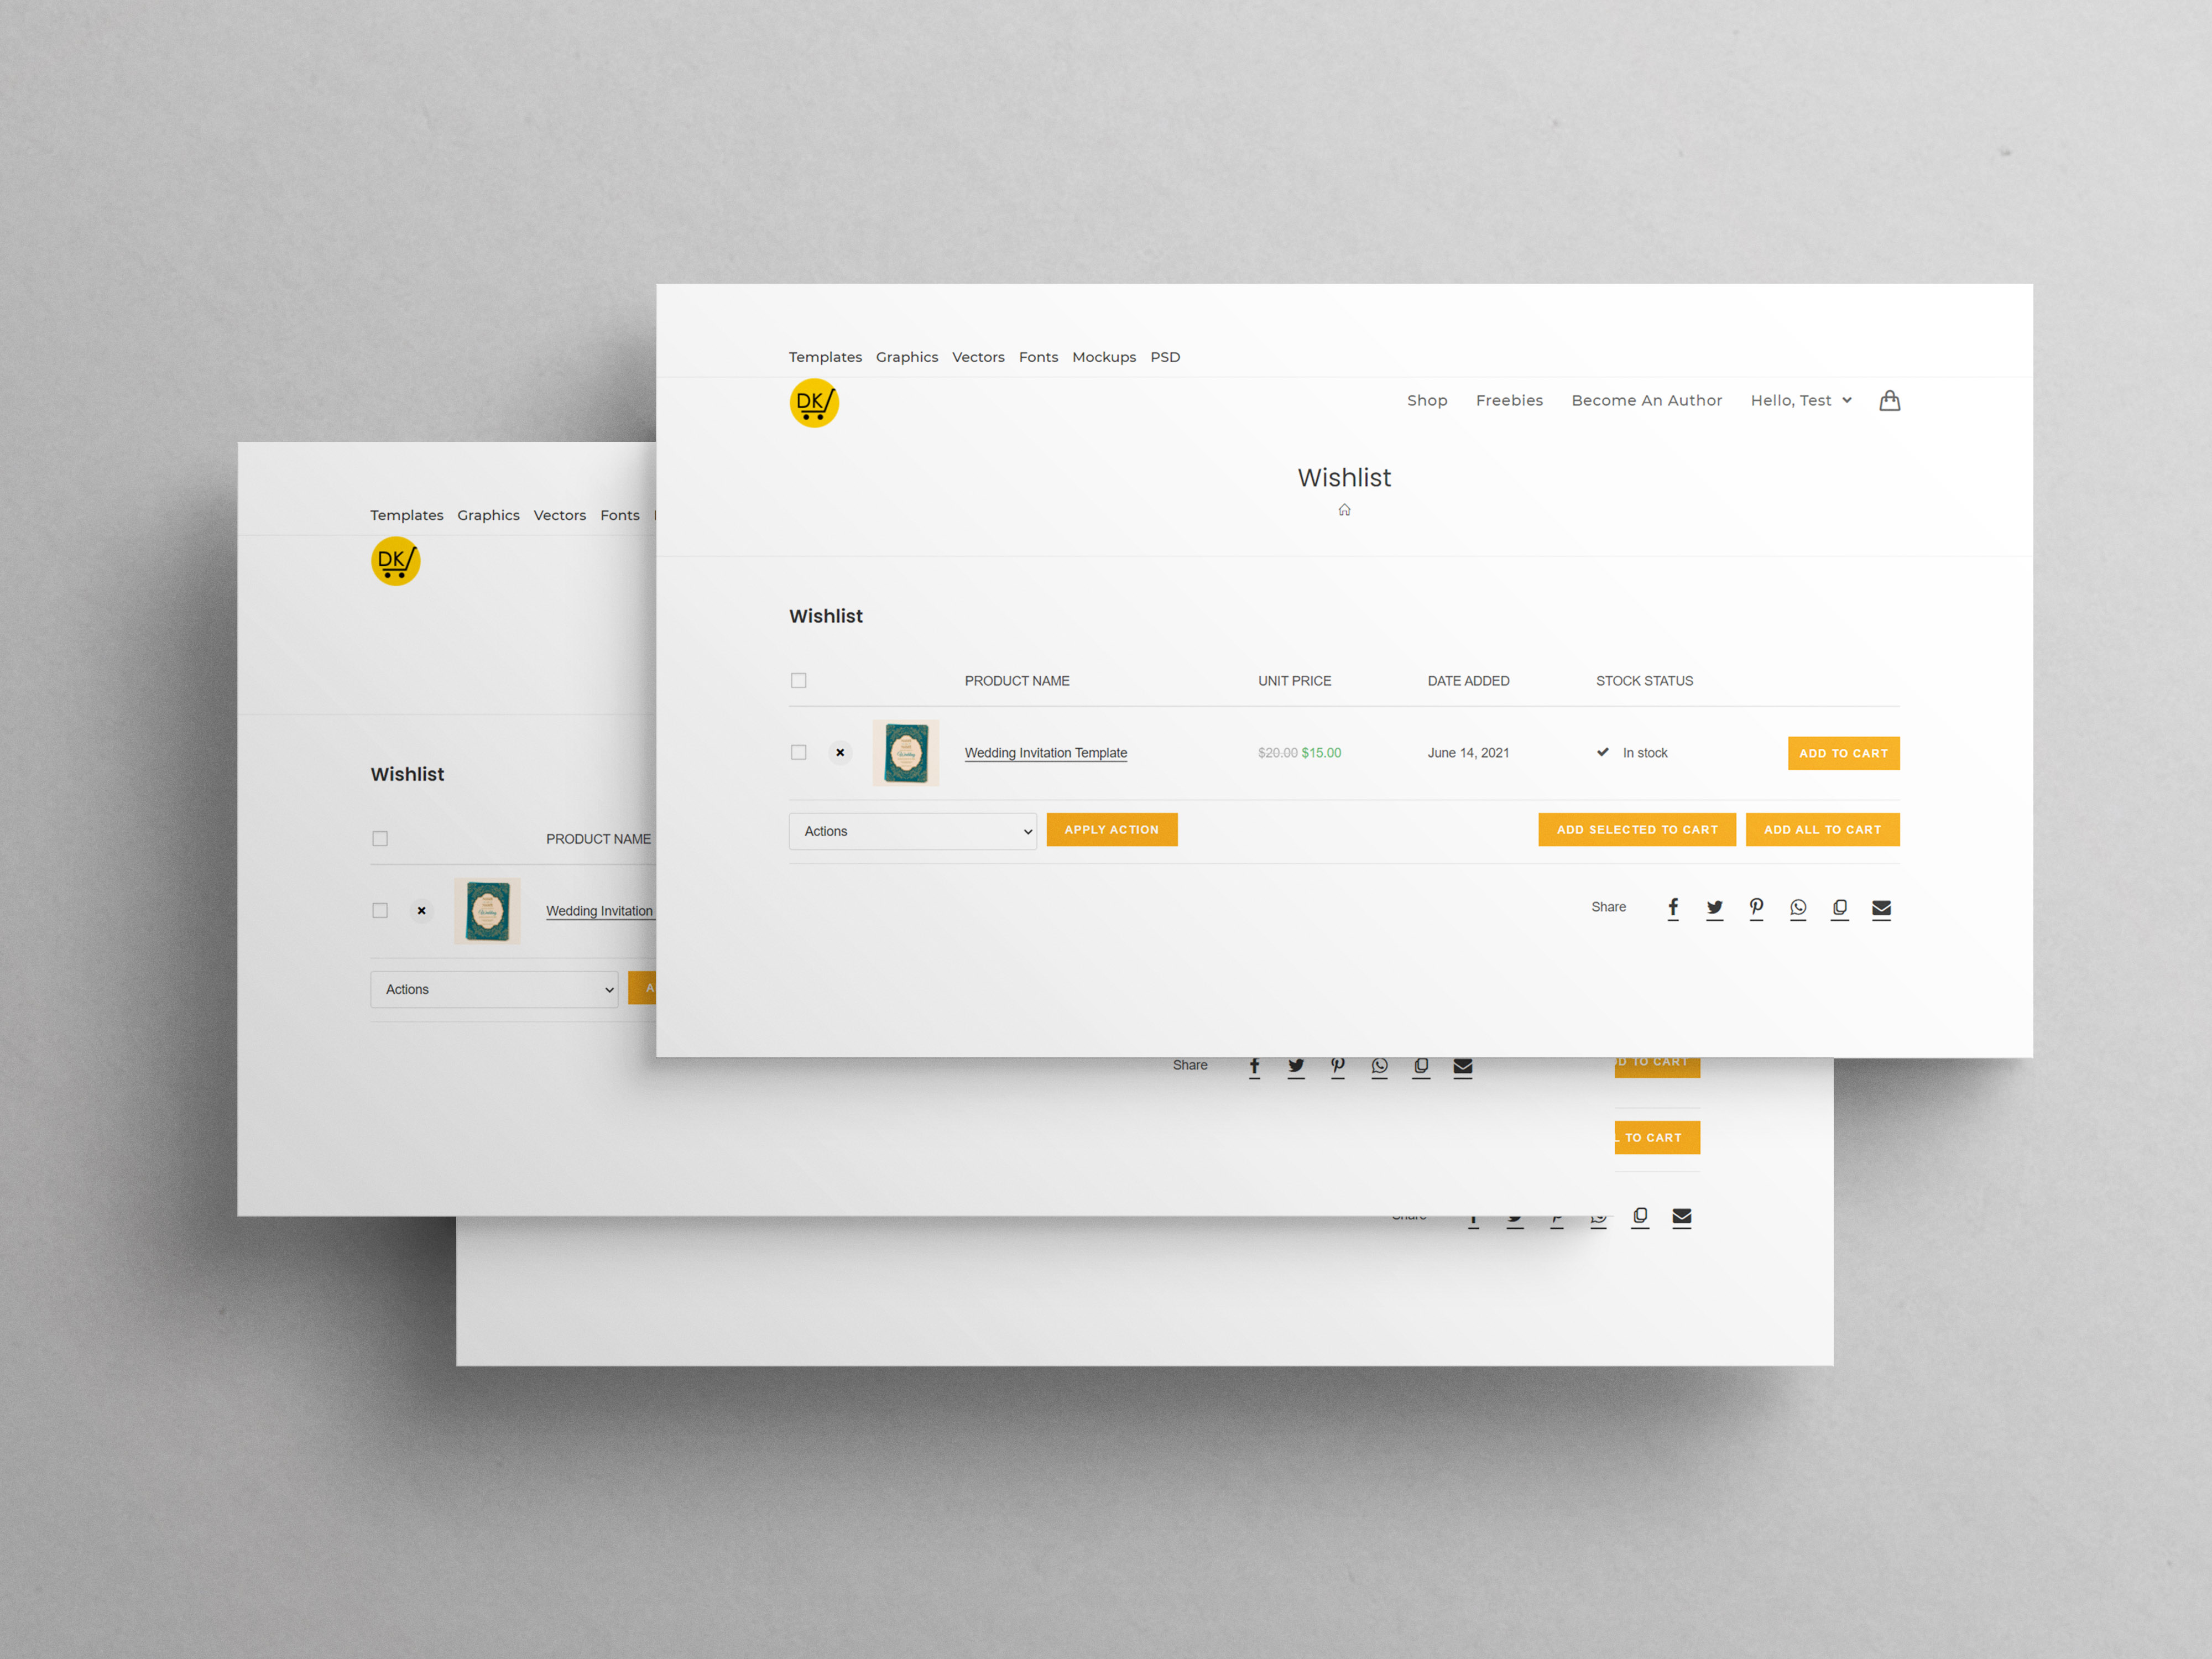 Templates Graphics Vectors Fonts Mockups PSD
DK
Shop Freebies Become An Author Hello, Test
Wishlist
Wishlist
PRODUCT NAME UNIT PRICE DATE ADDED STOCK STATUS
Wedding Invitation Template $20.00 $15.00 June 14, 2021 In stock ADD TO CART
Actions APPLY ACTION ADD SELECTED TO CART ADD ALL TO CART
Share
Templates Graphics Vectors Fonts
DK
Wishlist
PRODUCT NAME
Wedding Invitation
Actions
Share
TO CART
TO CART
Share